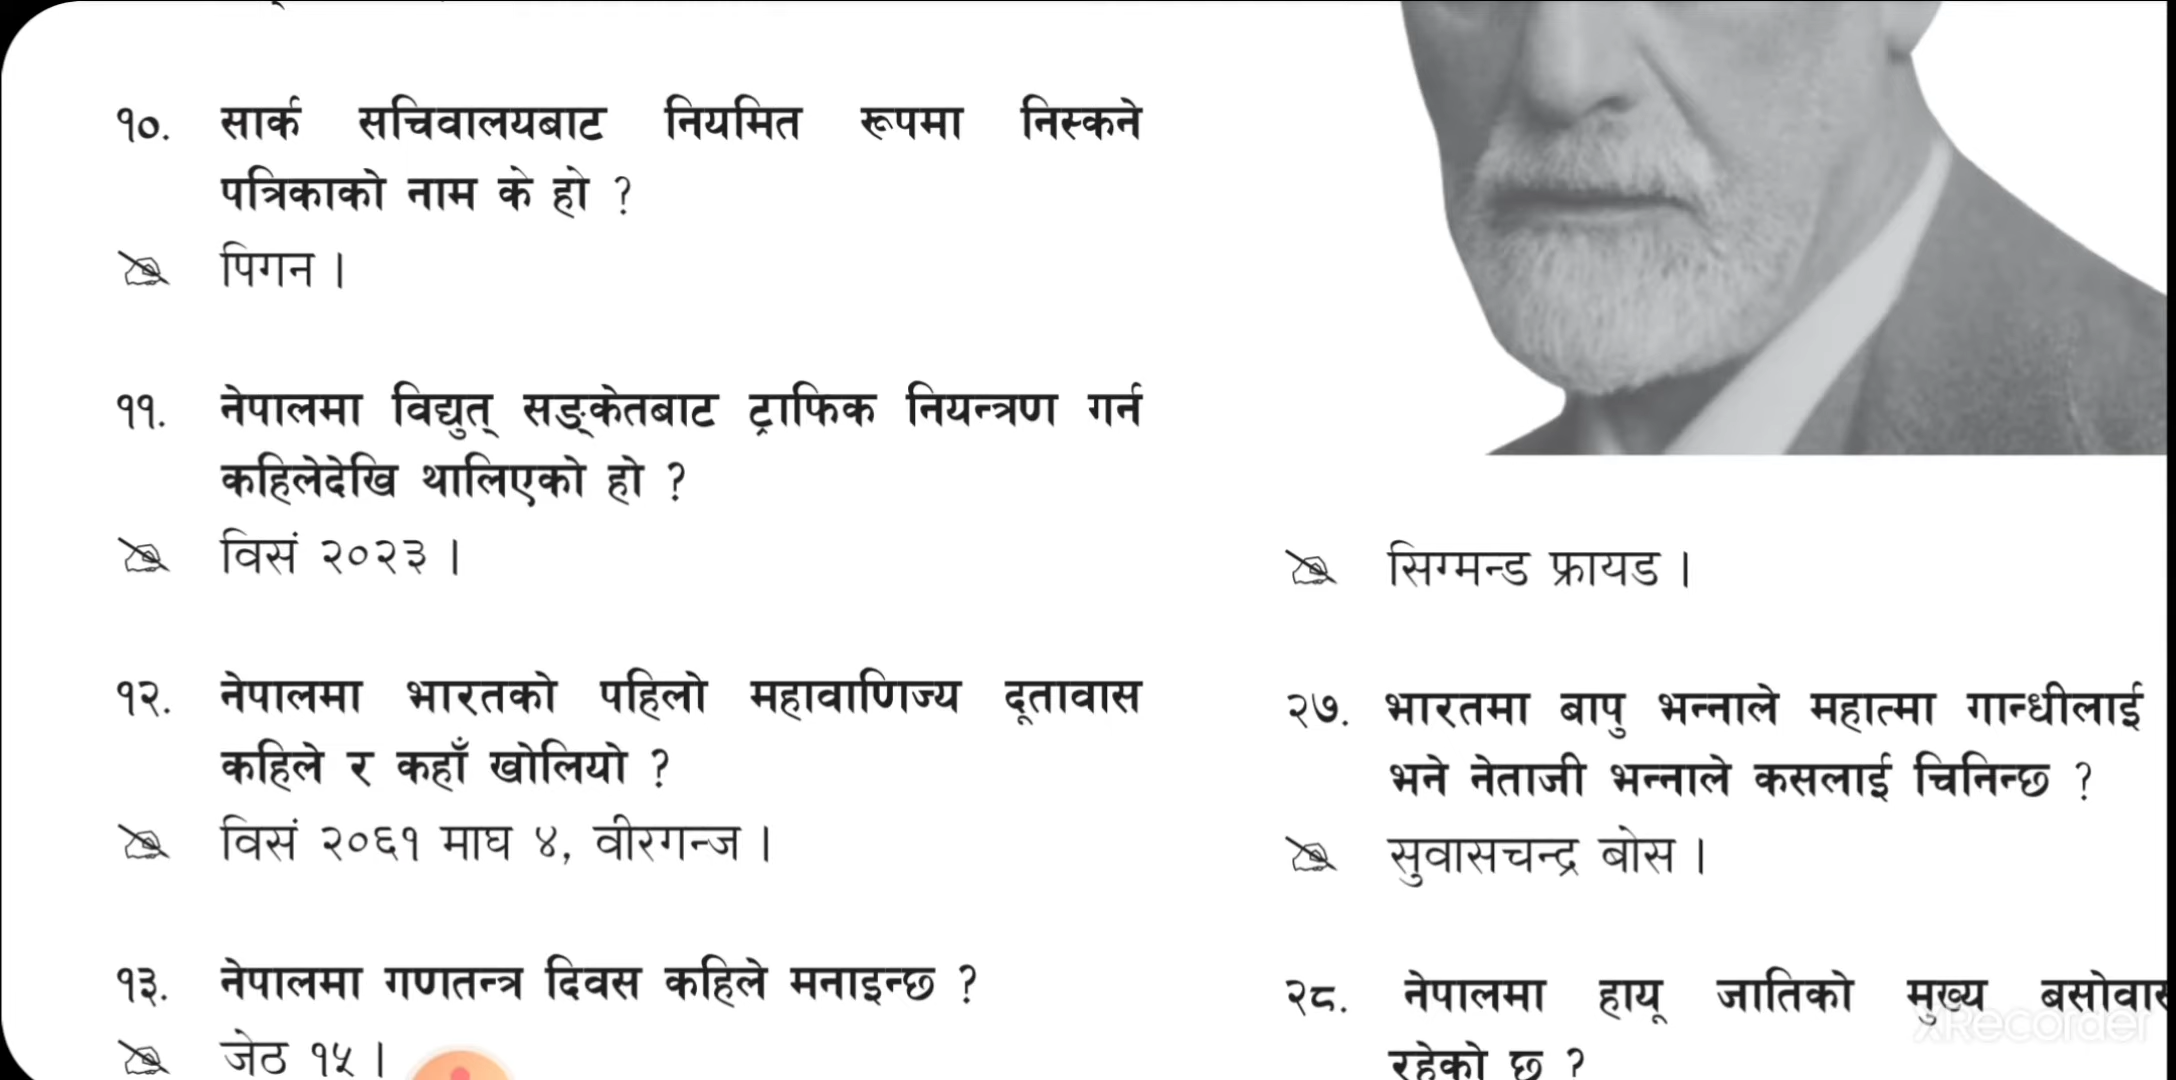 १०. सार्क सचिवालयबाट नियमित रूपमा निस्कने
पत्रिकाको नाम के हो ?
पिगन ।
११. नेपालमा विद्युत् सङ्केतबाट ट्राफिक नियन्त्रण गर्न
कहिलेदेखि थालिएको हो ?
विसं २०२३ ।
१२. नेपालमा भारतको पहिलो महावाणिज्य दूतावास
कहिले र कहाँ खोलियो ?
विसं २०६१ माघ ४, वीरगन्ज ।
१३. नेपालमा गणतन्त्र दिवस कहिले मनाइन्छ ?
जेठ १५ ।
सिग्मन्ड फ्रायड ।
२७. भारतमा बापु भन्नाले महात्मा गान्धीलाई
भने नेताजी भन्नाले कसलाई चिनिन्छ ?
सुवासचन्द्र बोस ।
२८. नेपालमा हायू जातिको मुख्य
रहेको छ ?
XRecorder